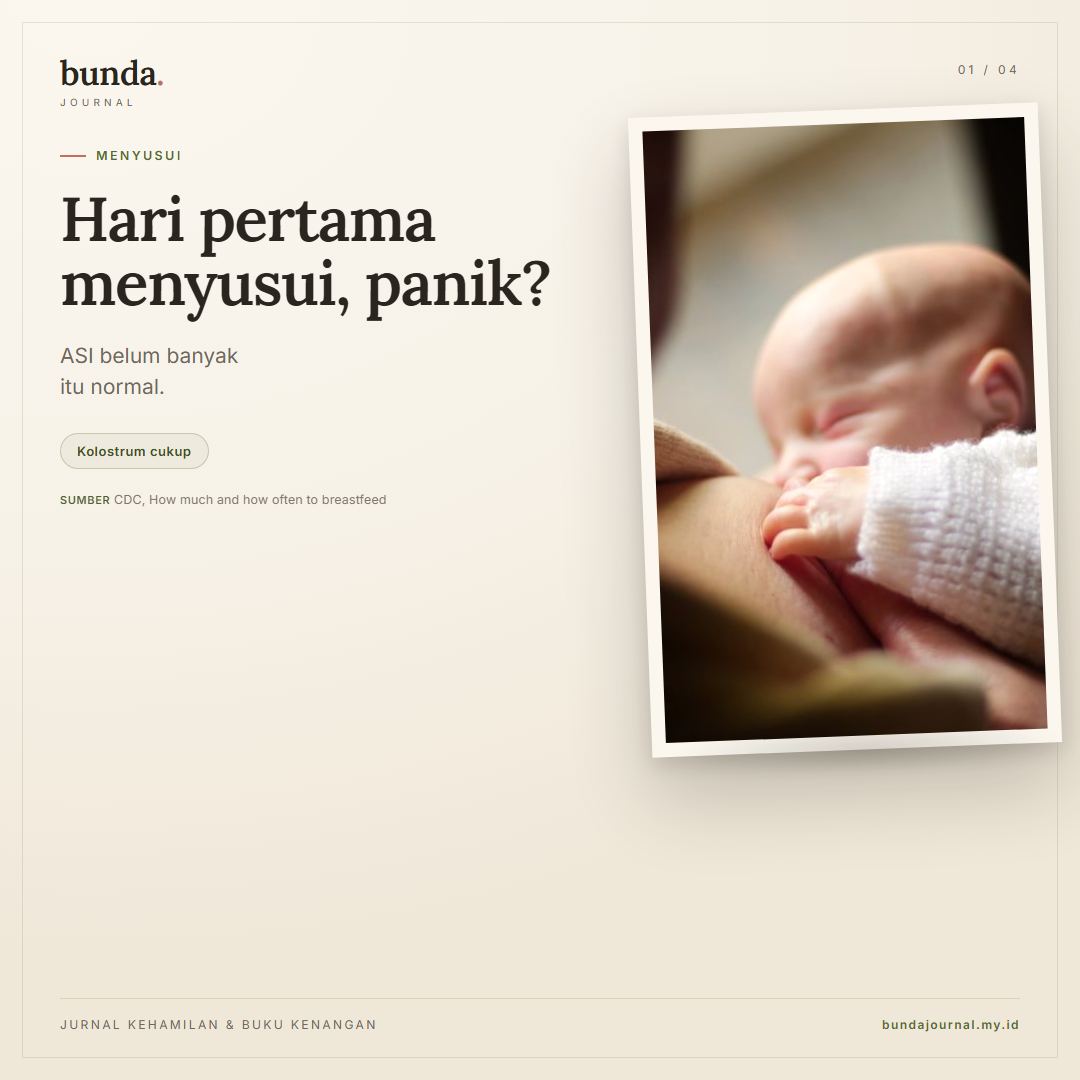 bunda.
JOURNAL
01 / 04
MENYUSUI
Hari pertama
menyusui, panik?
ASI belum banyak
itu normal.
Kolostrum cukup
SUMBER CDC, How much and how often to breastfeed
JURNAL KEHAMILAN & BUKU KENANGAN
bundajournal.my.id